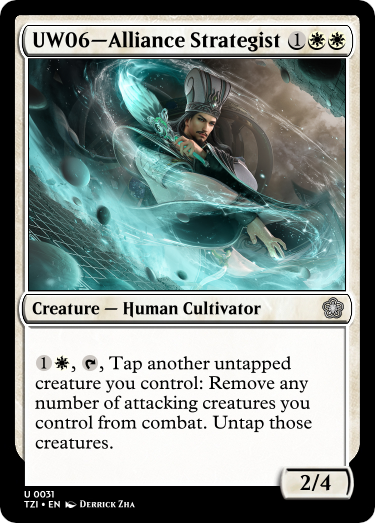 UW06—Alliance Strategist 1
Creature — Human Cultivator
1, , Tap another untapped
creature you control: Remove any
number of attacking creatures you
control from combat. Untap those
creatures.
2/4
U 0031
TZI • EN Derrick Zha